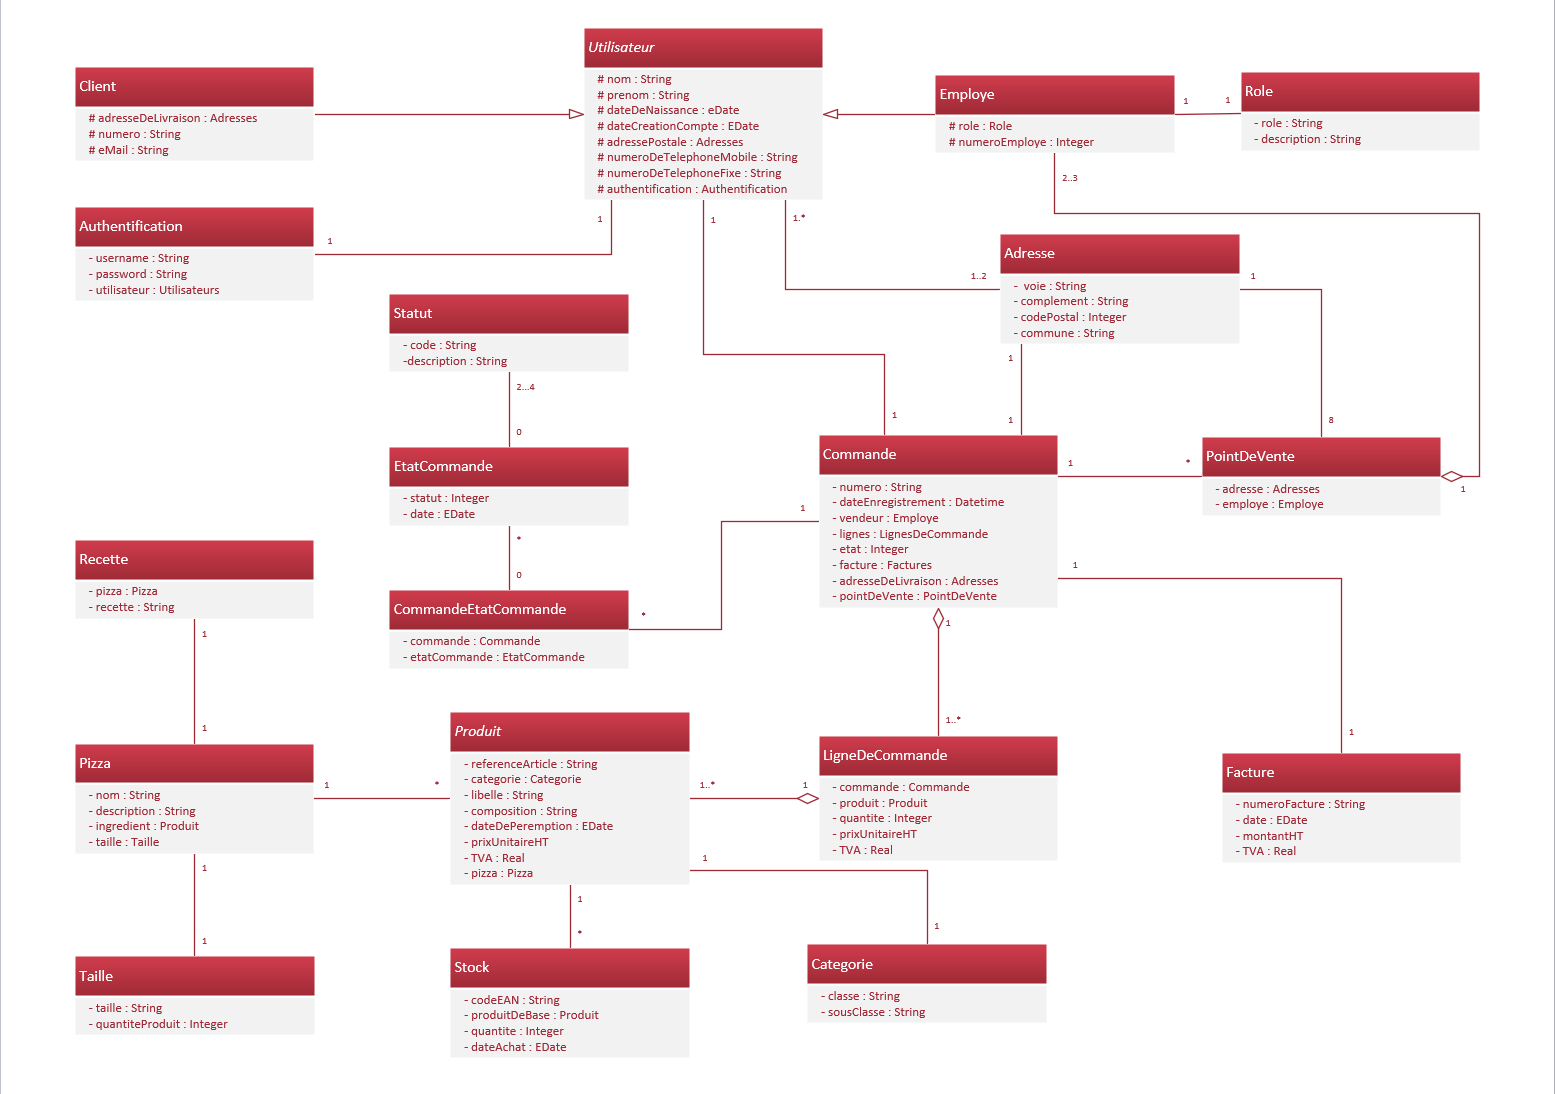 Utilisateur
# nom : String
# prenom : String
# dateDeNaissance : eDate
# dateCreationCompte : EDate
# adressePostale : Adresses
# numeroDeTelephoneMobile : String
# numeroDeTelephoneFixe : String
# authentification : Authentification
Client
# adresseDeLivraison : Adresses
# numero : String
# eMail : String
Employe
# role : Role
# numeroEmploye : Integer
1
1
Role
- role : String
- description : String
2..3
Authentification
- username : String
- password : String
- utilisateur : Utilisateurs
1
1
1
1..*
1..2
Adresse
- voie : String
- complement : String
- codePostal : Integer
- commune : String
1
1
1
8
Statut
- code : String
-description : String
2...4
0
1
EtatCommande
- statut : Integer
- date : EDate
*
0
Commande
- numero : String
- dateEnregistrement : Datetime
- vendeur : Employe
- lignes : LignesDeCommande
- etat : Integer
- facture : Factures
- adresseDeLivraison : Adresses
- pointDeVente : PointDeVente
1
*
PointDeVente
- adresse : Adresses
- employe : Employe
1
1
1
CommandeEtatCommande
- commande : Commande
- etatCommande : EtatCommande
*
Recette
- pizza : Pizza
- recette : String
1
1
1
1..*
1
Pizza
- nom : String
- description : String
- ingredient : Produit
- taille : Taille
1
*
Produit
- referenceArticle : String
- categorie : Categorie
- libelle : String
- composition : String
- dateDePeremption : EDate
- prixUnitaireHT
- TVA : Real
- pizza : Pizza
1..*
1
LigneDeCommande
- commande : Commande
- produit : Produit
- quantite : Integer
- prixUnitaireHT
- TVA : Real
Facture
- numeroFacture : String
- date : EDate
- montantHT
- TVA : Real
1
1
1
*
1
1
Taille
- taille : String
- quantiteProduit : Integer
Stock
- codeEAN : String
- produitDeBase : Produit
- quantite : Integer
- dateAchat : EDate
Categorie
- classe : String
- sousClasse : String